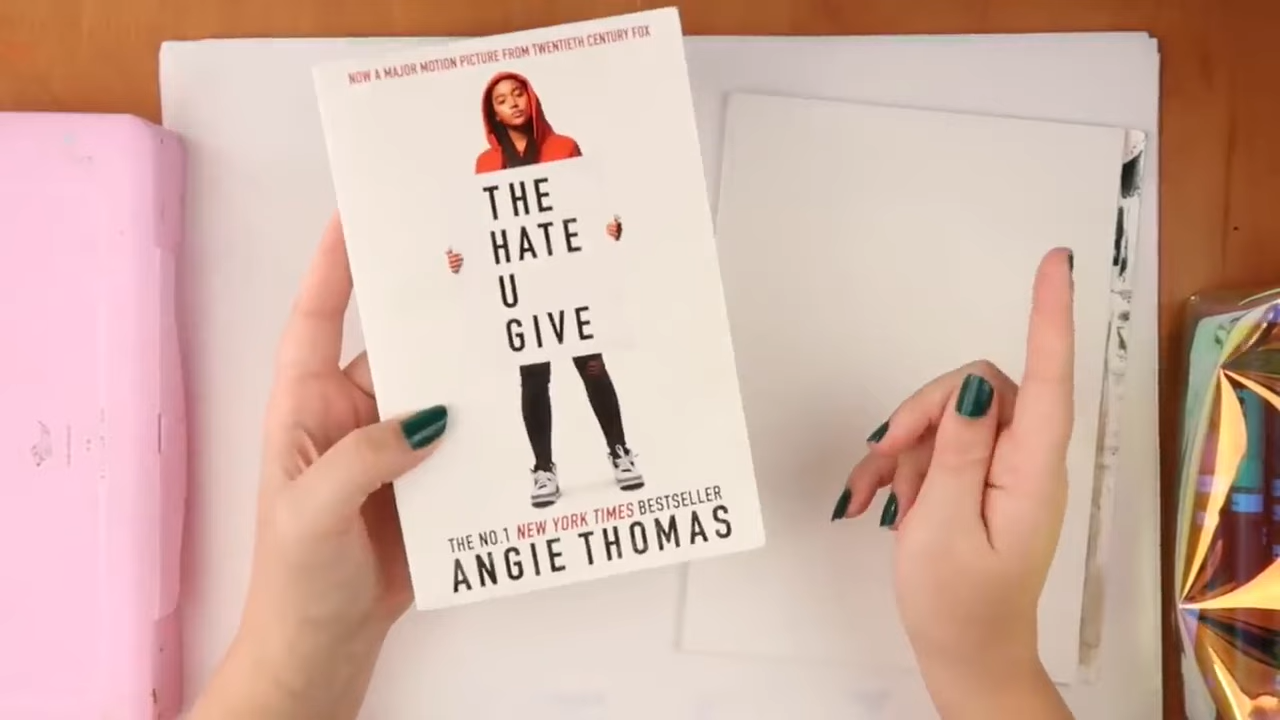 NOW A MAJOR MOTION PICTURE FROM TWENTIETH CENTURY FOX
THE
HATE
U
GIVE
THE NO.1 NEW YORK TIMES BESTSELLER
ANGIE THOMAS